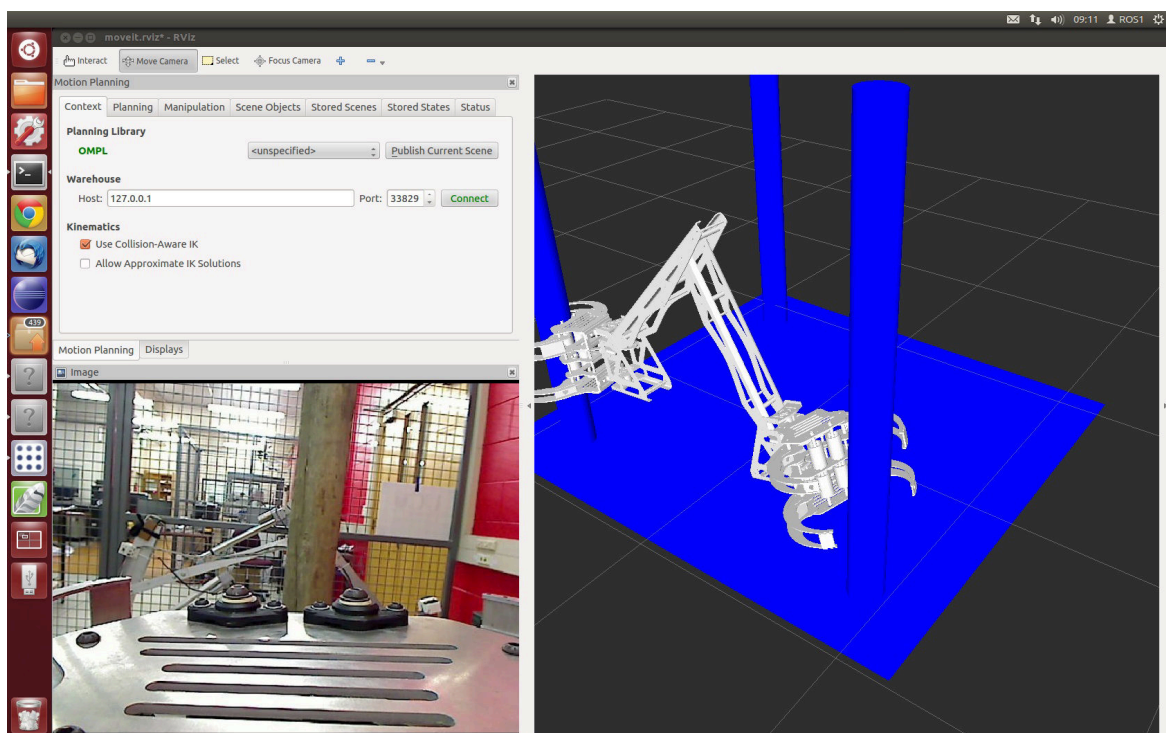 09:11 ROS1
moveit.rviz* - RViz
Interact Move Camera Select Focus Camera
Motion Planning
Context Planning Manipulation Scene Objects Stored Scenes Stored States Status
Planning Library
OMPL <unspecified> Publish Current Scene
Warehouse
Host: 127.0.0.1 Port: 33829 Connect
Kinematics
Use Collision-Aware IK
Allow Approximate IK Solutions
439
Motion Planning Displays
Image